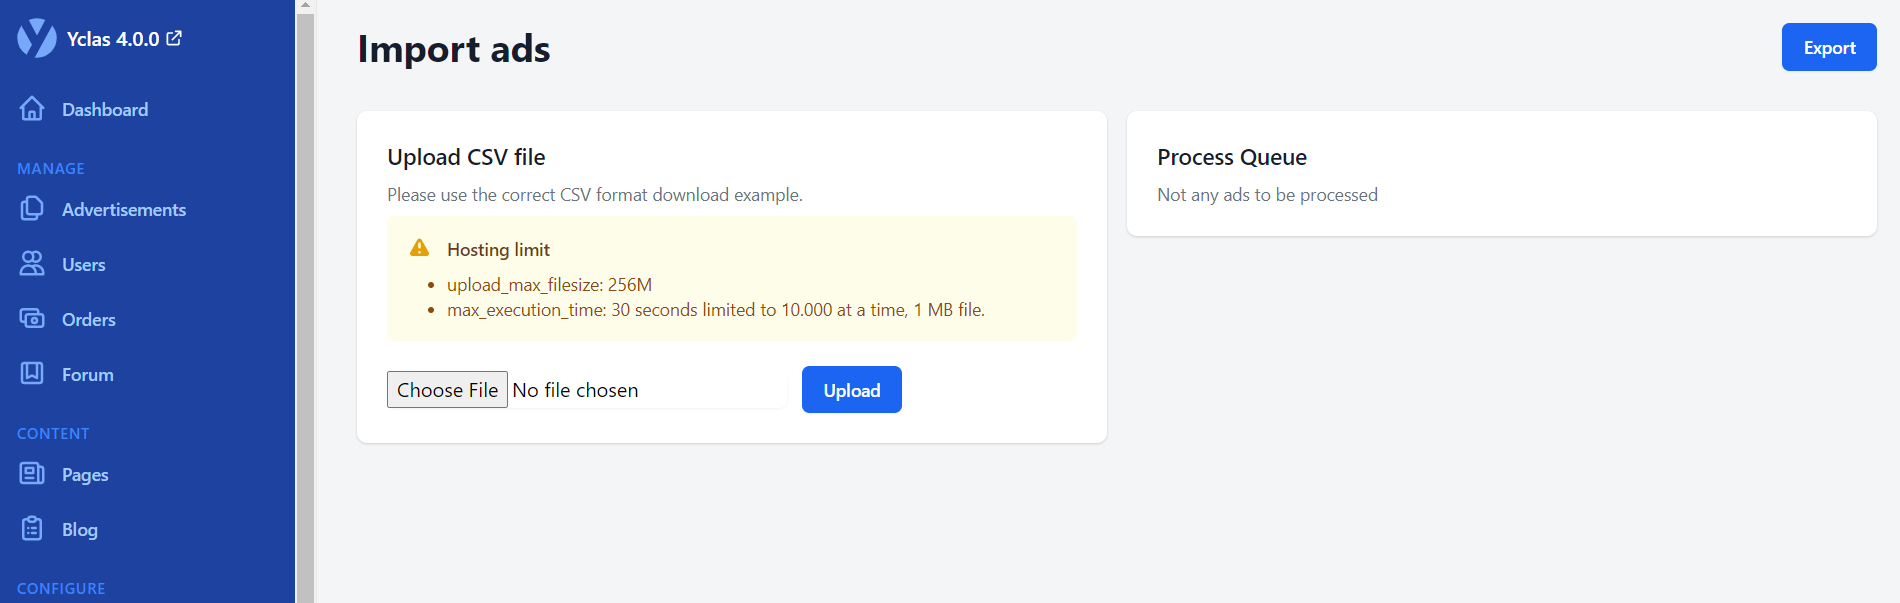 Yclas 4.0.0
Dashboard
MANAGE
Advertisements
Users
Orders
Forum
CONTENT
Pages
Blog
CONFIGURE
Import ads
Export
Upload CSV file
Please use the correct CSV format download example.
Hosting limit
• upload_max_filesize: 256M
• max_execution_time: 30 seconds limited to 10.000 at a time, 1 MB file.
Choose File No file chosen
Upload
Process Queue
Not any ads to be processed